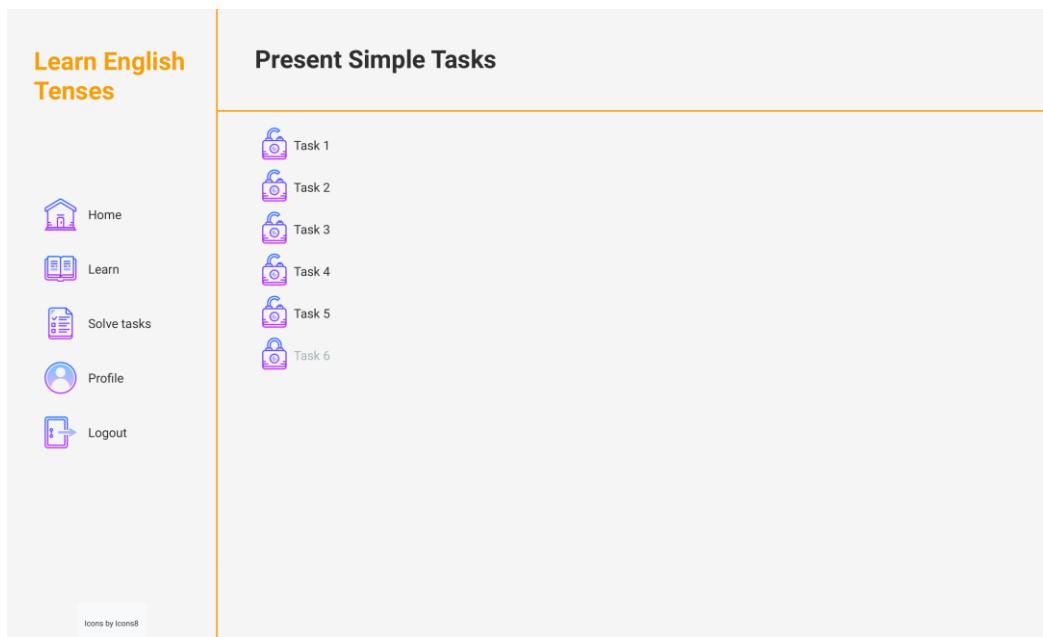 Learn English
Tenses
Home
Learn
Solve tasks
Profile
Logout
Icons by Icons8
Present Simple Tasks
Task 1
Task 2
Task 3
Task 4
Task 5
Task 6